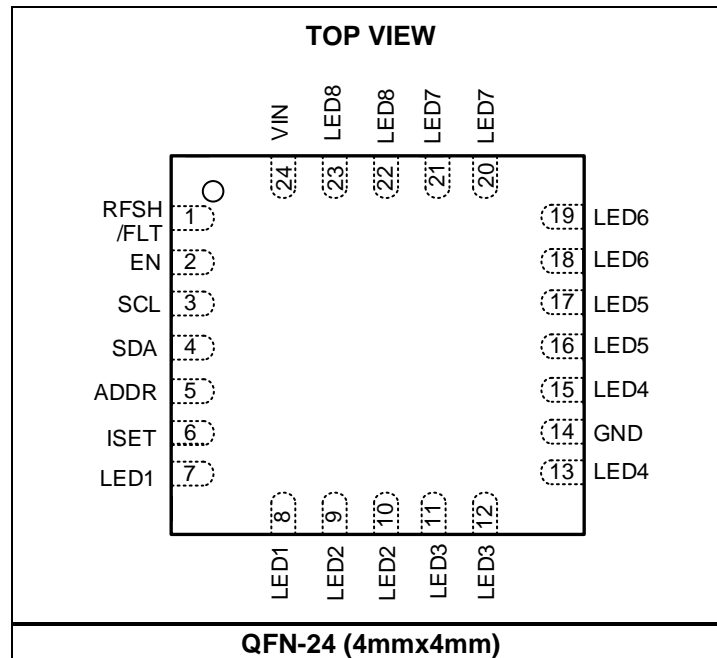 TOP VIEW
VIN
LED8
LED8
LED7
LED7
24
23
22
21
20
RFSH
/FLT
1
EN
2
SCL
3
SDA
4
ADDR
5
ISET
6
LED1
7
19 LED6
18 LED6
17 LED5
16 LED5
15 LED4
14 GND
13 LED4
8
9
10
11
12
LED1
LED2
LED2
LED3
LED3
QFN-24 (4mmx4mm)